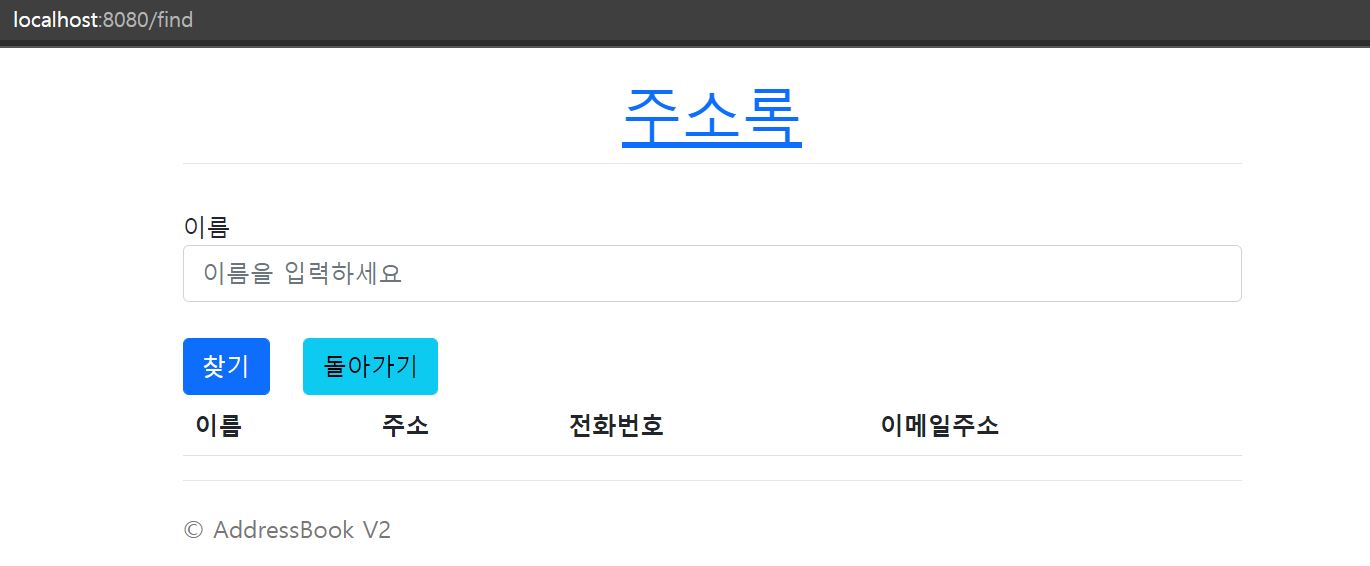 localhost:8080/find
주소록
이름
이름을 입력하세요
찾기 돌아가기
이름 주소 전화번호 이메일주소
© AddressBook V2